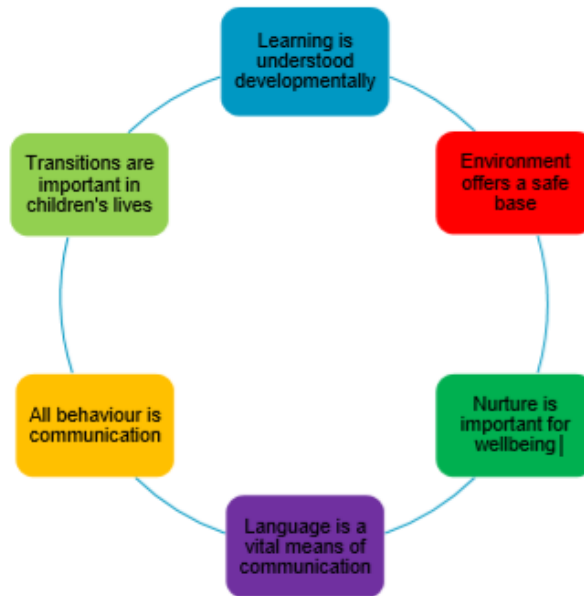 Learning is
understood
developmentally
Environment
offers a safe
base
Nurture is
important for
wellbeing
Language is a
vital means of
communication
All behaviour is
communication
Transitions are
important in
children's lives